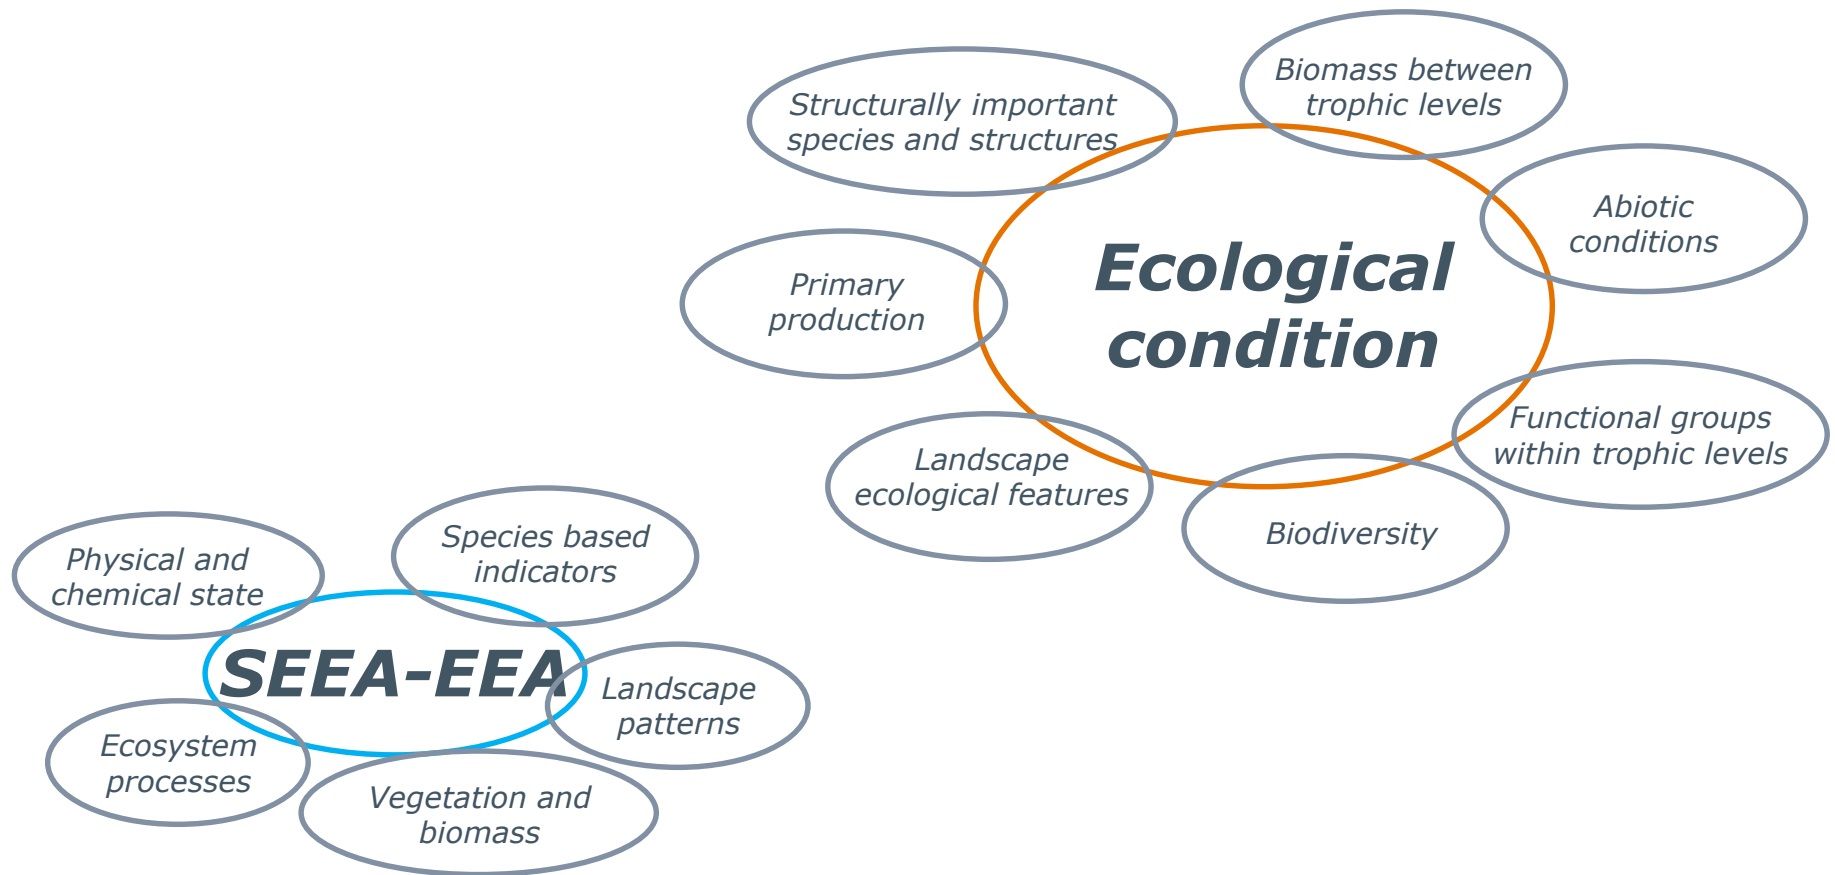 Biomass between
trophic levels
Structurally important
species and structures
Abiotic
conditions
Ecological
condition
Primary
production
Functional groups
within trophic levels
Landscape
ecological features
Biodiversity
Species based
indicators
Physical and
chemical state
SEEA-EEA
Landscape
patterns
Ecosystem
processes
Vegetation and
biomass